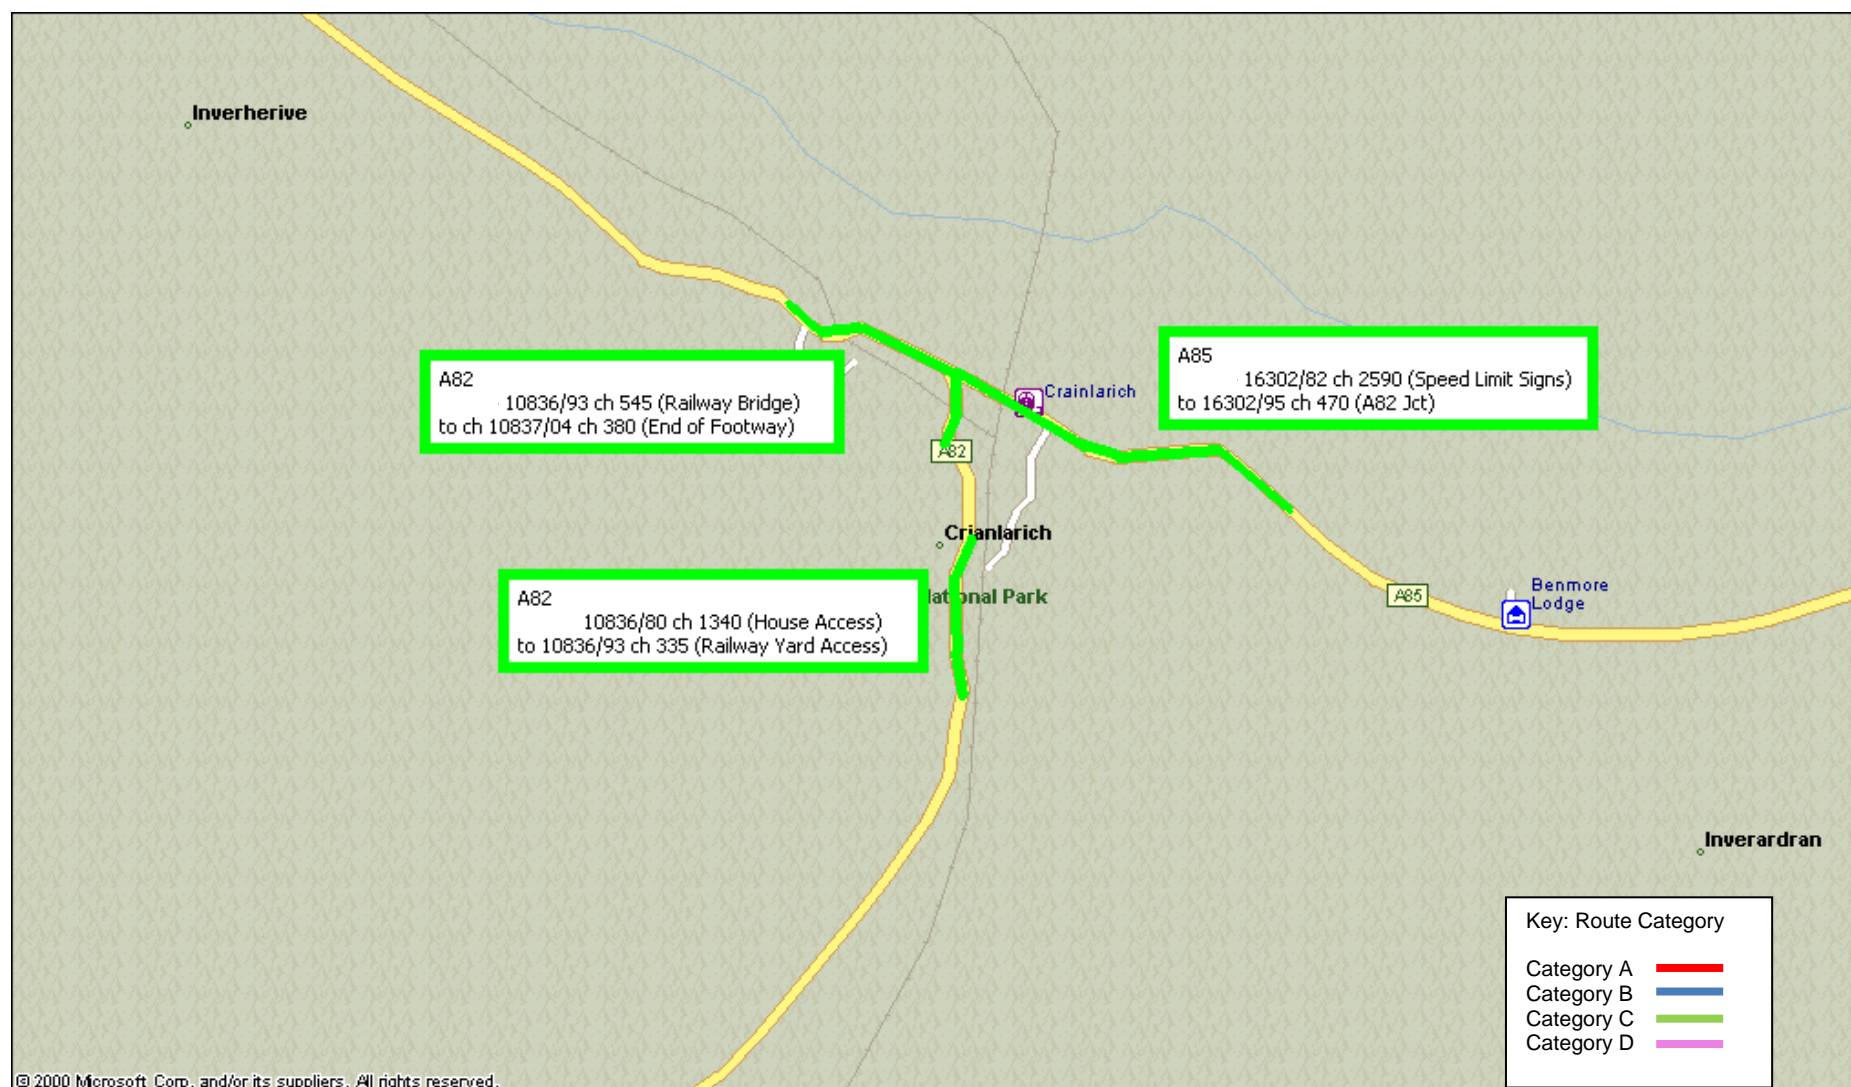 Inverherive
A82
10836/93 ch 545 (Railway Bridge)
to ch 10837/04 ch 380 (End of Footway)
A85
16302/82 ch 2590 (Speed Limit Signs)
to 16302/95 ch 470 (A82 Jct)
Crainlarich
A82
Crianlarich
National Park
A82
10836/80 ch 1340 (House Access)
to 10836/93 ch 335 (Railway Yard Access)
A85
Benmore
Lodge
Inverardran
Key: Route Category
Category A
Category B
Category C
Category D
© 2000 Microsoft Corp. and/or its suppliers. All rights reserved.